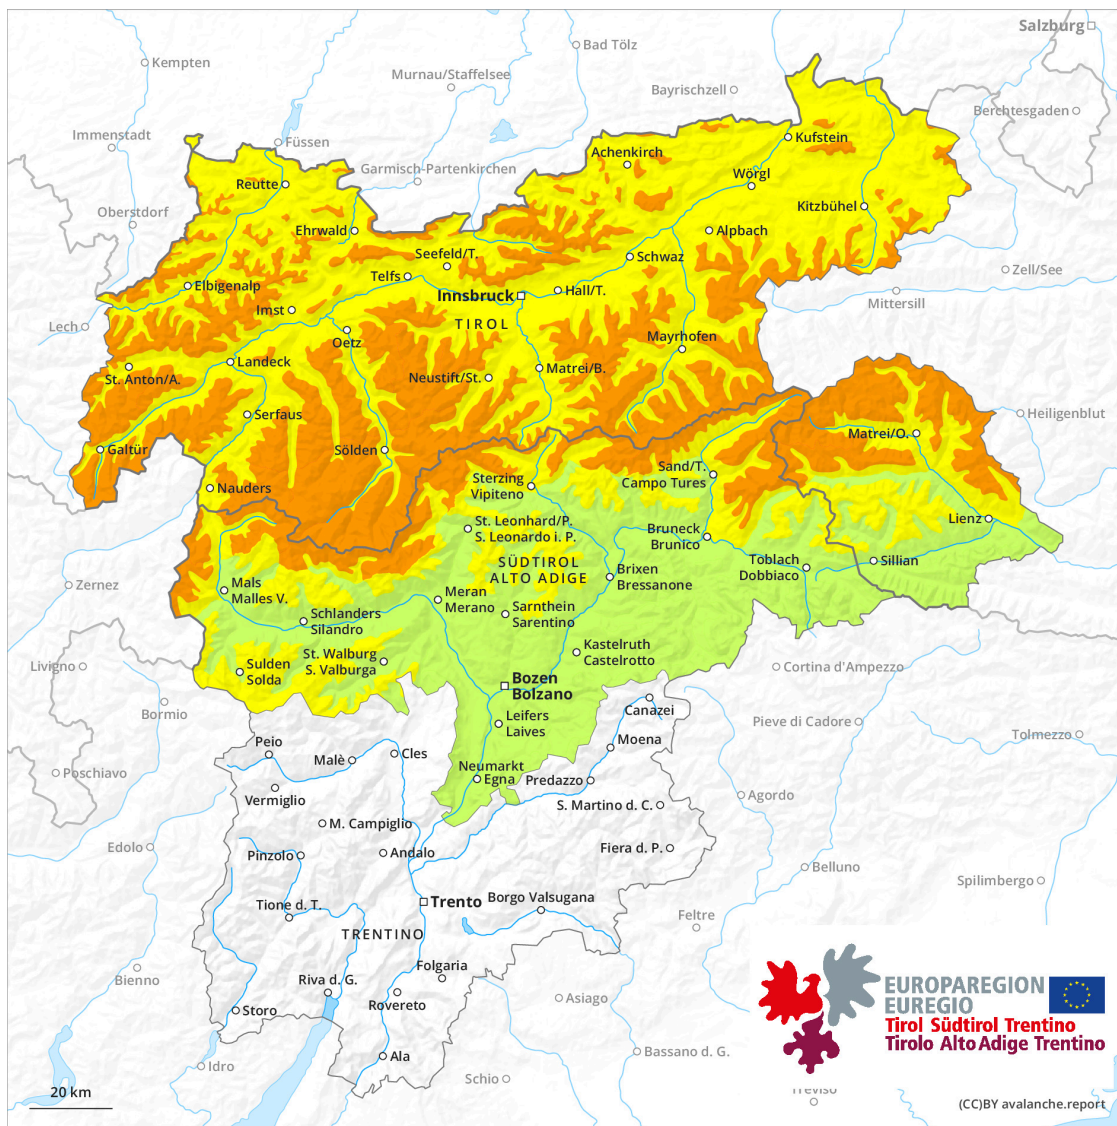 Salzburg
Bad Tölz
Kempten
Murnau/Staffelsee
Bayrischzell
Berchtesgaden
Immenstadt
Füssen
Kufstein
Achenkirch
Garmisch-Partenkirchen
Wörgl
Reutte
Kitzbühel
Oberstdorf
Ehrwald
Alpbach
Seefeld/T.
Schwaz
Telfs
Zell/See
Elbigenalp
Hall/T.
Innsbruck
Mittersill
Imst
TIROL
Lech
Oetz
Mayrhofen
Landeck
Matrei/B.
St. Anton/A.
Neustift/St.
Serfaus
Heiligenblut
Matrei/O.
Galtür
Sölden
Sand/T.
Campo Tures
Sterzing
Vipiteno
Nauders
Lienz
St. Leonhard/P.
S. Leonardo i. P.
Bruneck
Brunico
SÜDTIROL
ALTO ADIGE
Toblach
Dobbiaco
Sillian
Brixen
Bressanone
Zernez
Mals
Malles V.
Meran
Merano
Schlanders
Silandro
Sarnthein
Sarentino
Kastelruth
Castelrotto
St. Walburg
S. Valburga
Livigno
Sulden
Solda
Cortina d'Ampezzo
Bozen
Bolzano
Bormio
Canazei
Leifers
Laives
Pieve di Cadore
Tolmezzo
Peio
Moena
Cles
Malè
Poschiavo
Neumarkt
Egna
Predazzo
Vermiglio
S. Martino d. C.
Agordo
M. Campiglio
Edolo
Pinzolo
Andalo
Fiera d. P.
Belluno
Spilimbergo
Tione d. T.
Trento
Borgo Valsugana
Feltre
TRENTINO
Folgaria
Bienno
Riva d. G.
EUROPAREGION
EUREGIO
Tirol Südtirol Trentino
Tirolo Alto Adige Trentino
Rovereto
Asiago
Storo
Ala
Bassano d. G.
Idro
Schio
Treviso
20 km
(CC)BY avalanche.report